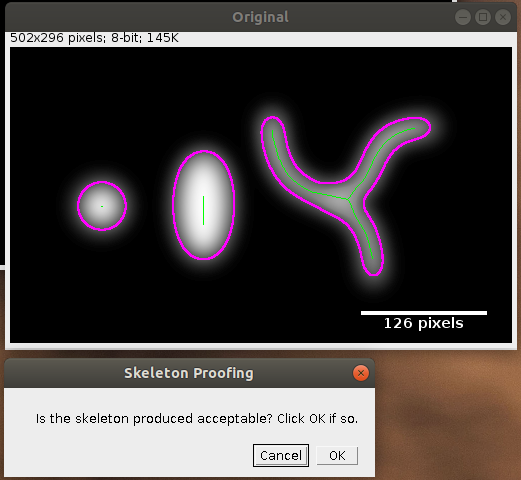 Original
502x296 pixels; 8-bit; 145K
126 pixels
Skeleton Proofing
Is the skeleton produced acceptable? Click OK if so.
Cancel OK